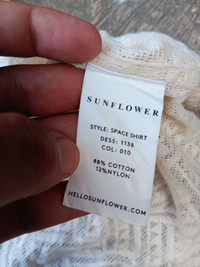 SUNFLOWER
STYLE: SPACE SHIRT
DESS: 1138
COL: 010
88% COTTON
12% NYLON
HELLOSUNFLOWER.COM